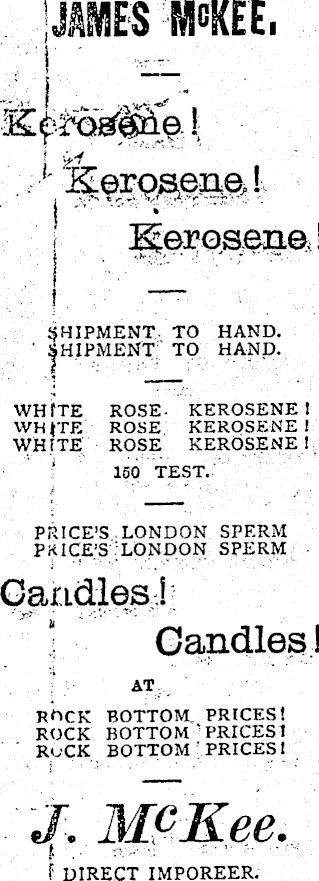 JAMES McKEE.
Kerosene!
Kerosene!
Kerosene!
SHIPMENT TO HAND.
SHIPMENT TO HAND.
WHITE ROSE KEROSENE!
WHITE ROSE KEROSENE!
WHITE ROSE KEROSENE!
150 TEST.
PRICE'S LONDON SPERM
PRICE'S LONDON SPERM
Candles!
Candles!
AT
ROCK BOTTOM PRICES!
ROCK BOTTOM PRICES!
ROCK BOTTOM PRICES!
J. McKee.
DIRECT IMPOREER.